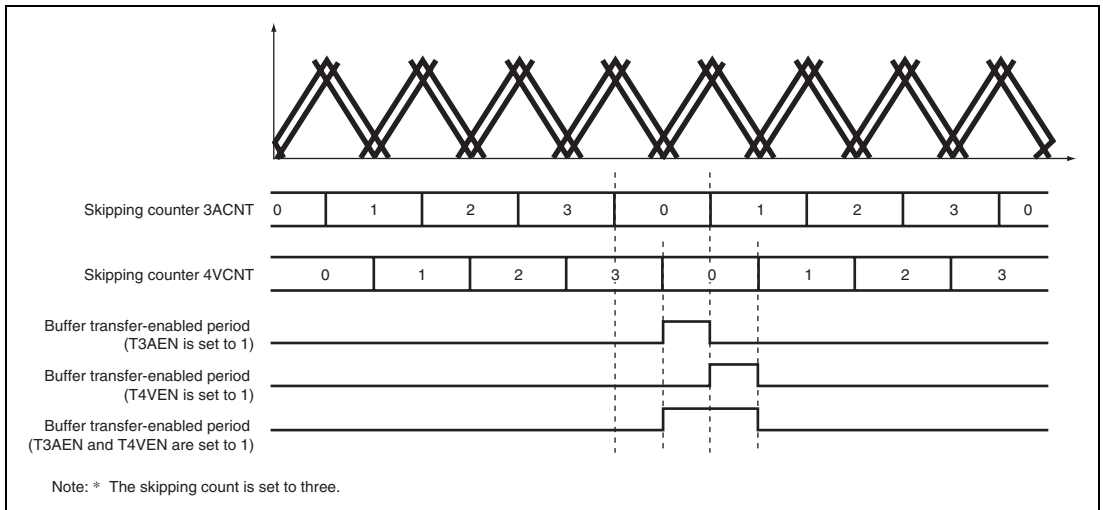 Skipping counter 3ACNT 0 1 2 3 0 1 2 3 0
Skipping counter 4VCNT 0 1 2 3 0 1 2 3
Buffer transfer-enabled period
(T3AEN is set to 1)
Buffer transfer-enabled period
(T4VEN is set to 1)
Buffer transfer-enabled period
(T3AEN and T4VEN are set to 1)
Note: * The skipping count is set to three.